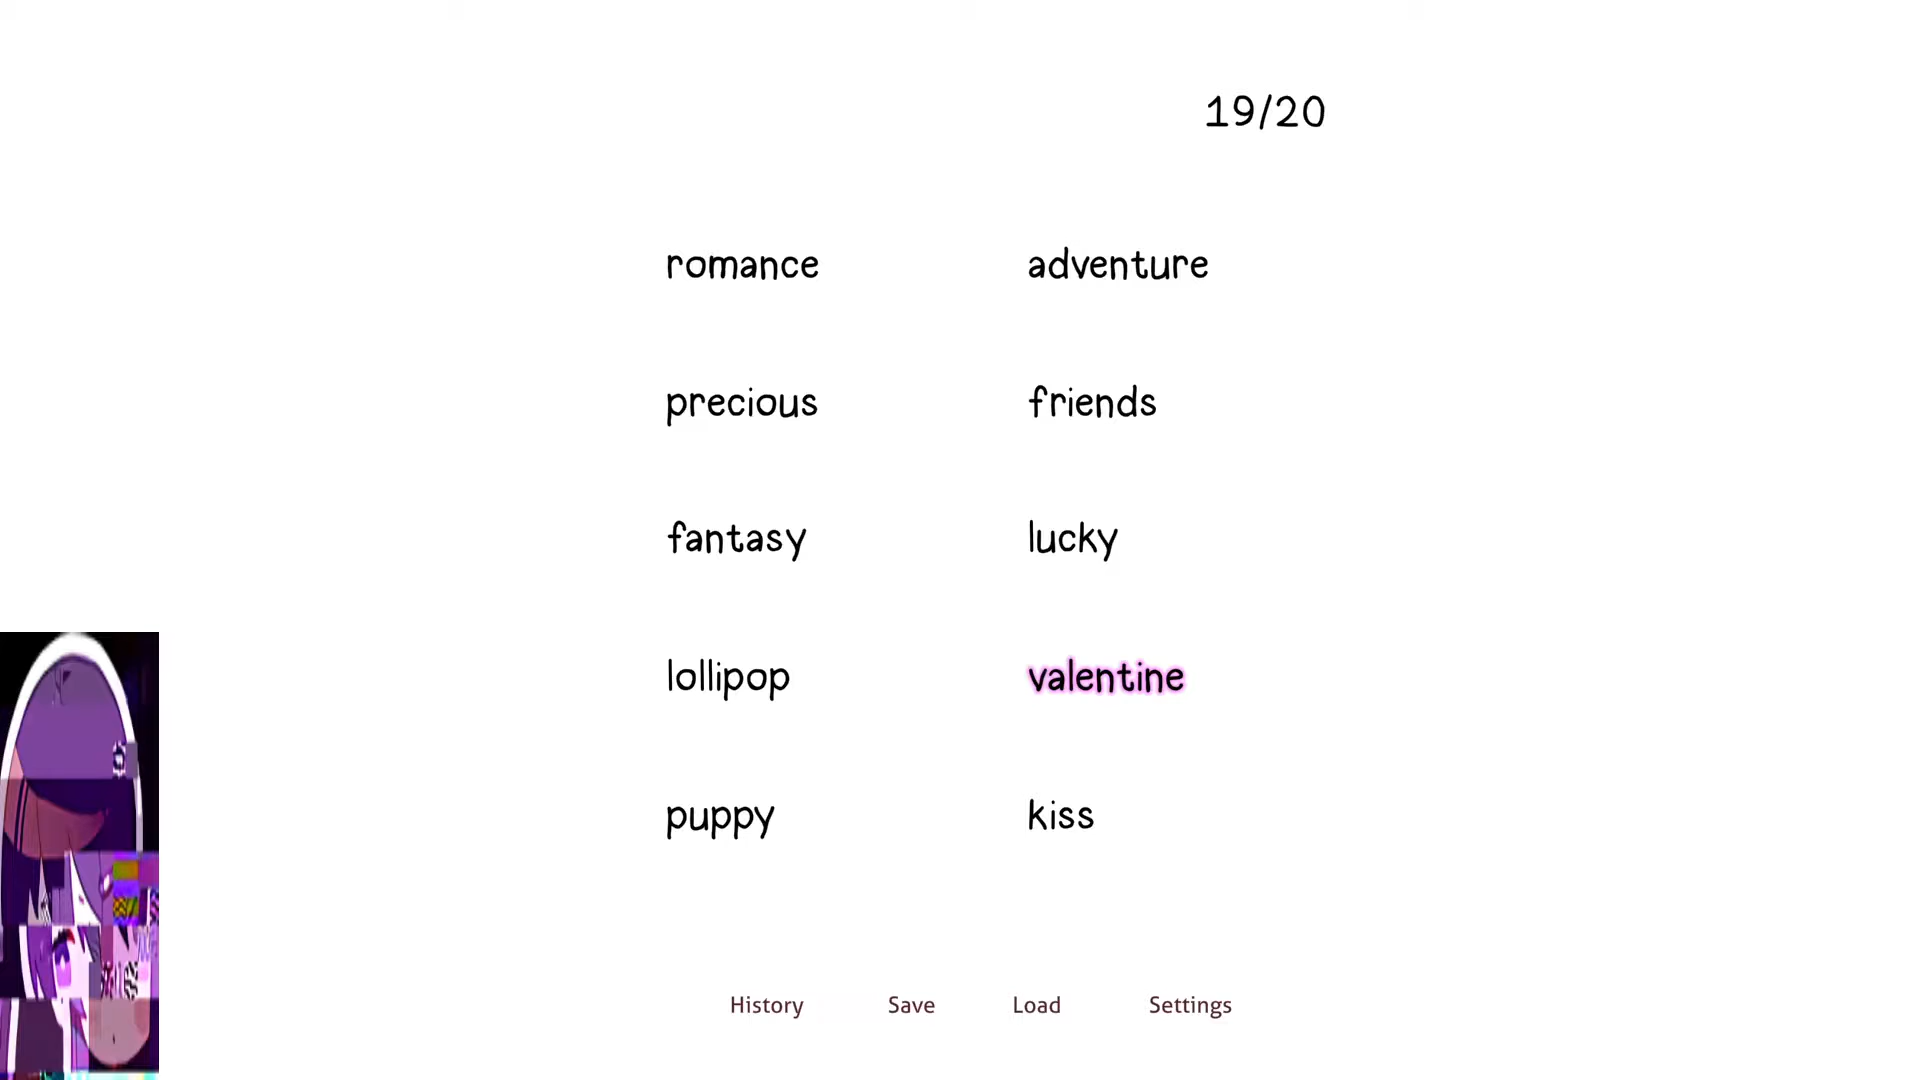 19/20
romance adventure
precious friends
fantasy lucky
lollipop valentine
puppy kiss
History Save Load Settings